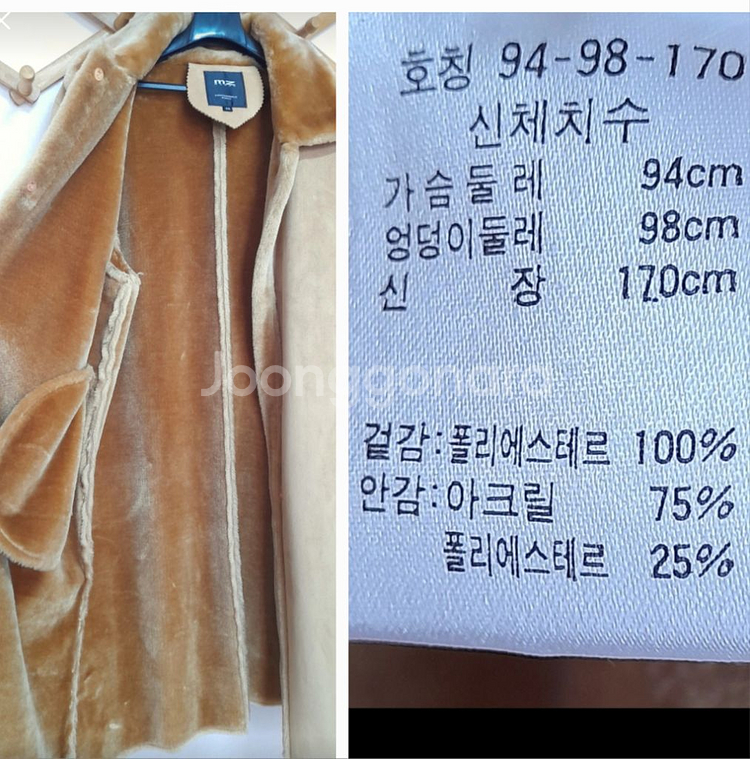 호칭 94-98-170
신체치수
가슴둘레 94cm
엉덩이둘레 98cm
신 장 170cm
Joonggonara
겉감:폴리에스테르 100%
안감:아크릴 75%
폴리에스테르 25%